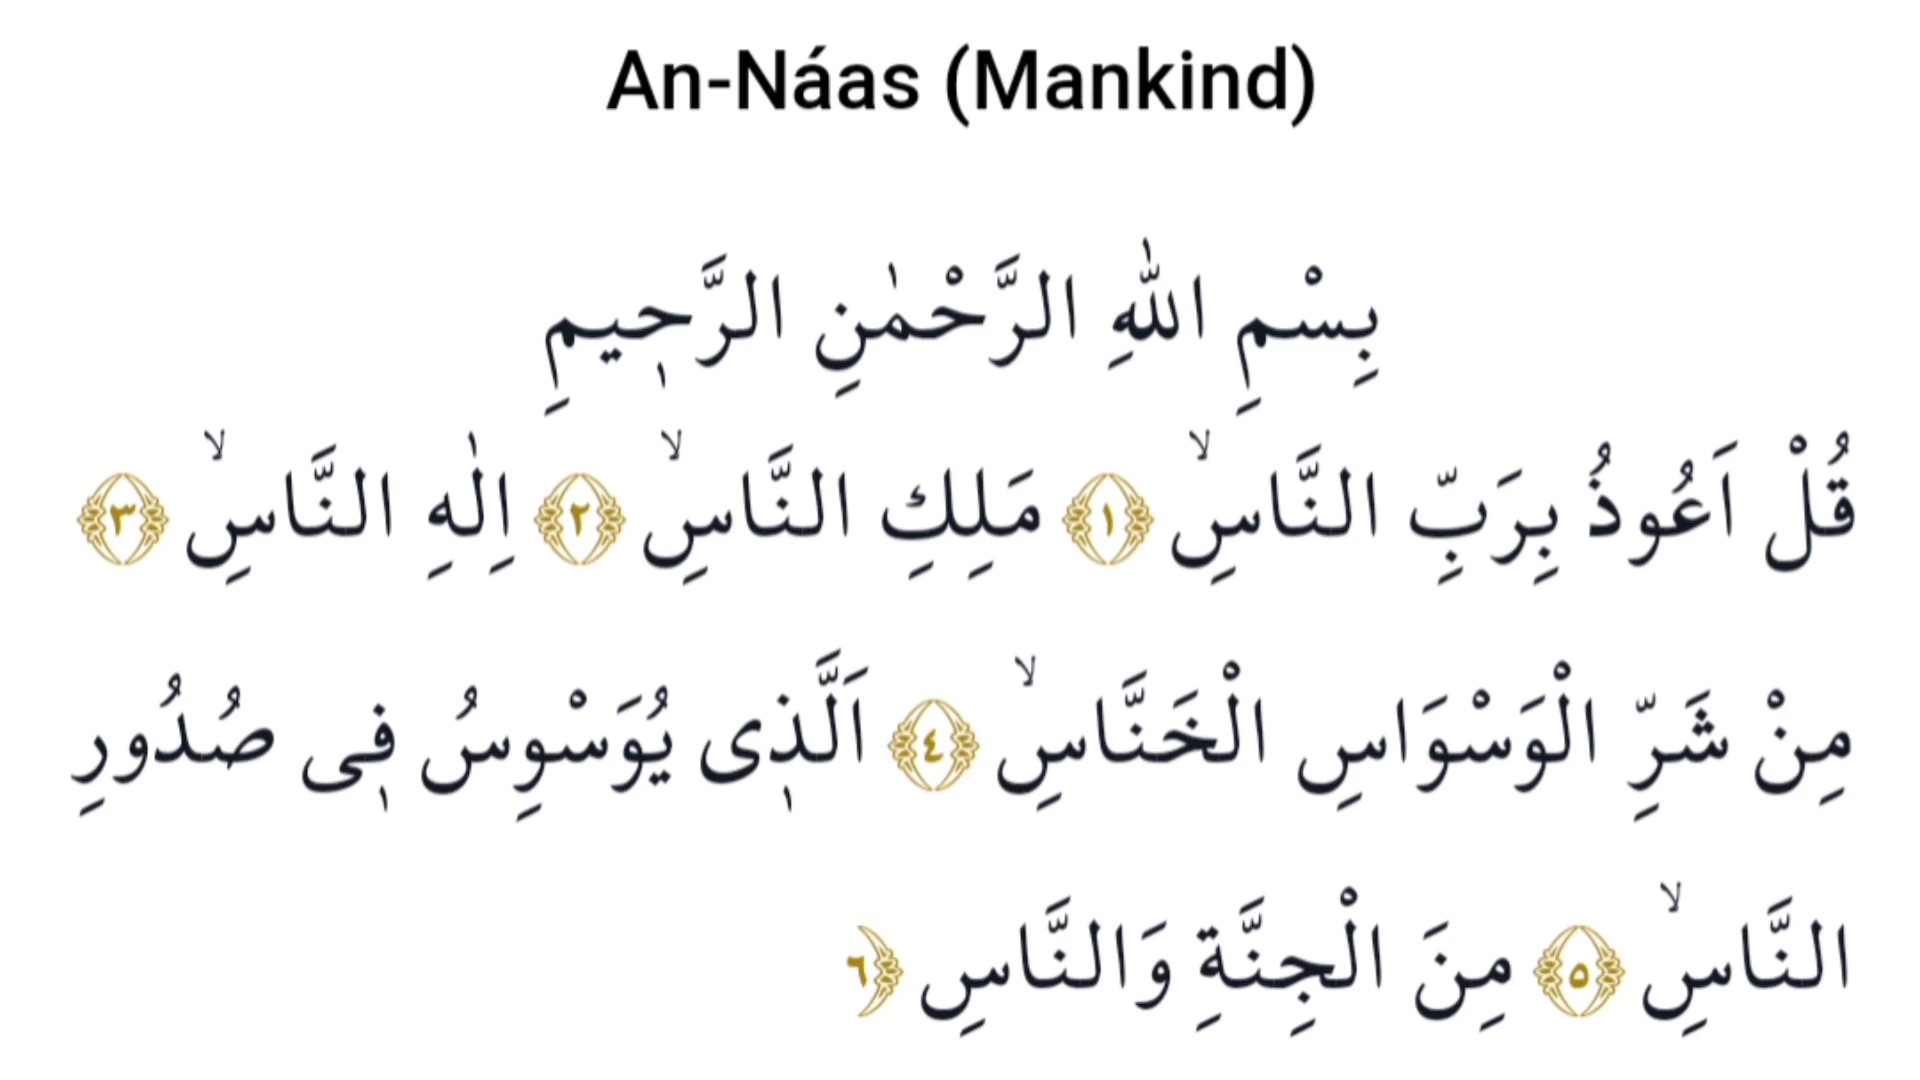 An-Náas (Mankind)
بِسْمِ اللّٰهِ الرَّحْمٰنِ الرَّحٖيمِ
قُلْ اَعُوذُ بِرَبِّ النَّاسِۙ ﴿١﴾ مَلِكِ النَّاسِۙ ﴿٢﴾ اِلٰهِ النَّاسِۙ ﴿٣﴾
مِنْ شَرِّ الْوَسْوَاسِ الْخَنَّاسِۙ ﴿٤﴾ اَلَّذٖى يُوَسْوِسُ فٖى صُدُورِ
النَّاسِۙ ﴿٥﴾ مِنَ الْجِنَّةِ وَالنَّاسِ ﴿٦